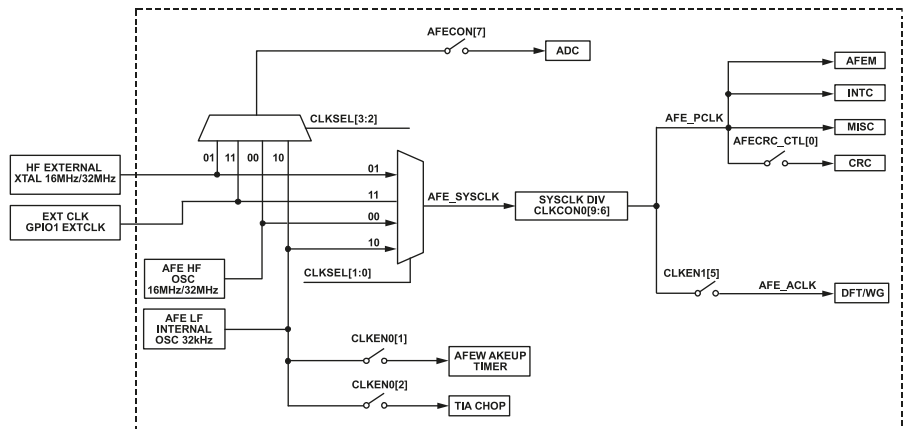 AFECON[7]
ADC
CLKSEL[3:2]
01 11 00 10
HF EXTERNAL
XTAL 16MHz/32MHz
EXT CLK
GPIO1 EXTCLK
AFE HF
OSC
16MHz/32MHz
AFE LF
INTERNAL
OSC 32kHz
01
11
00
10
CLKSEL[1:0]
AFE_SYSCLK
SYSCLK DIV
CLKCON0[9:6]
AFE_PCLK
AFEM
INTC
MISC
AFECRC_CTL[0]
CRC
CLKEN1[5]
AFE_ACLK
DFT/WG
CLKEN0[1]
AFEW AKEUP
TIMER
CLKEN0[2]
TIA CHOP